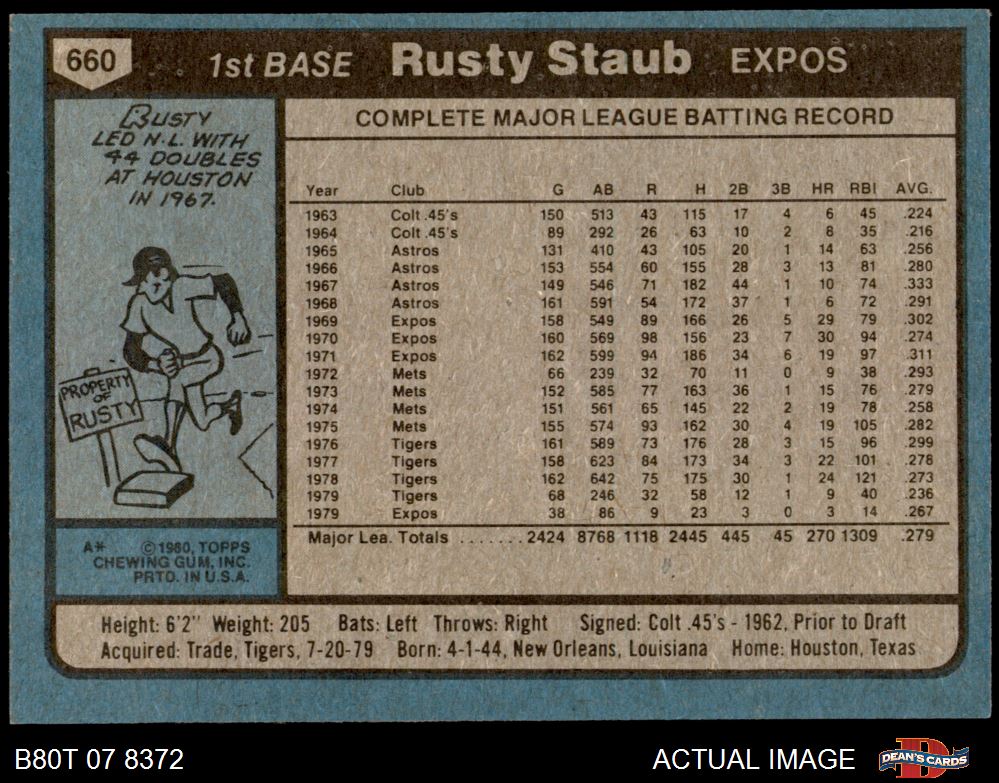 660
1st BASE Rusty Staub EXPOS
RUSTY
LED N.L. WITH
44 DOUBLES
AT HOUSTON
IN 1967.
PROPERTY
OF
RUSTY
A* ©1980, TOPPS
CHEWING GUM, INC.
PRTD. IN U.S.A.
COMPLETE MAJOR LEAGUE BATTING RECORD
Year Club G AB R H 2B 3B HR RBI AVG.
1963 Colt .45's 150 513 43 115 17 4 6 45 .224
1964 Colt .45's 89 292 26 63 10 2 8 35 .216
1965 Astros 131 410 43 105 20 1 14 63 .256
1966 Astros 153 554 60 155 28 3 13 81 .280
1967 Astros 149 546 71 182 44 1 10 74 .333
1968 Astros 161 591 54 172 37 1 6 72 .291
1969 Expos 158 549 89 166 26 5 29 79 .302
1970 Expos 160 569 98 156 23 7 30 94 .274
1971 Expos 162 599 94 186 34 6 19 97 .311
1972 Mets 66 239 32 70 11 0 9 38 .293
1973 Mets 152 585 77 163 36 1 15 76 .279
1974 Mets 151 561 65 145 22 2 19 78 .258
1975 Mets 155 574 93 162 30 4 19 105 .282
1976 Tigers 161 589 73 176 28 3 15 96 .299
1977 Tigers 158 623 84 173 34 3 22 101 .278
1978 Tigers 162 642 75 175 30 1 24 121 .273
1979 Tigers 68 246 32 58 12 1 9 40 .236
1979 Expos 38 86 9 23 3 0 3 14 .267
Major Lea. Totals ....... 2424 8768 1118 2445 445 45 270 1309 .279
Height: 6'2" Weight: 205 Bats: Left Throws: Right Signed: Colt .45's - 1962, Prior to Draft
Acquired: Trade, Tigers, 7-20-79 Born: 4-1-44, New Orleans, Louisiana Home: Houston, Texas
B80T 07 8372 ACTUAL IMAGE DEAN'S CARDS